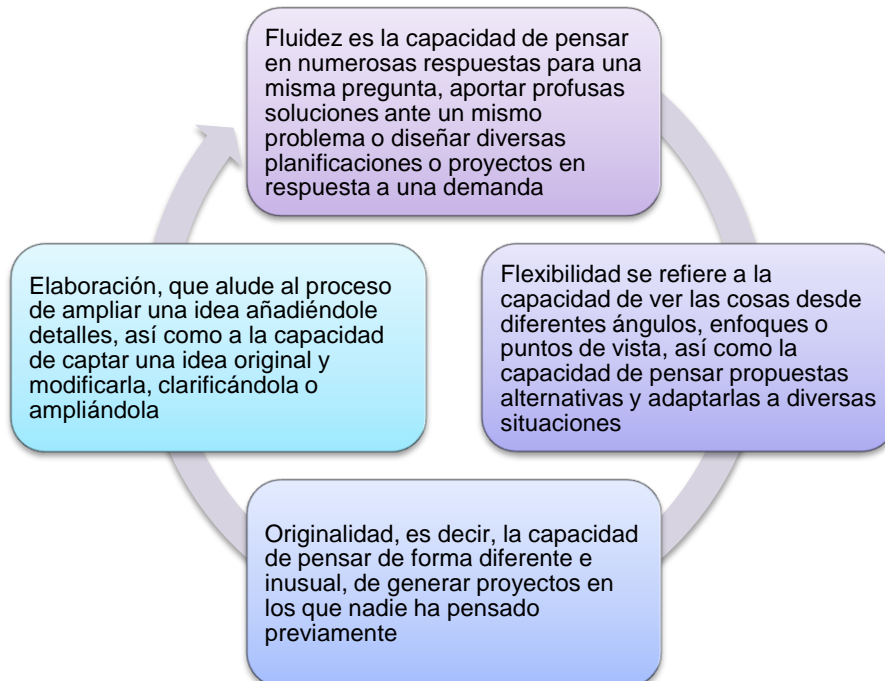 Fluidez es la capacidad de pensar
en numerosas respuestas para una
misma pregunta, aportar profusas
soluciones ante un mismo
problema o diseñar diversas
planificaciones o proyectos en
respuesta a una demanda
Flexibilidad se refiere a la
capacidad de ver las cosas desde
diferentes ángulos, enfoques o
puntos de vista, así como la
capacidad de pensar propuestas
alternativas y adaptarlas a diversas
situaciones
Originalidad, es decir, la capacidad
de pensar de forma diferente e
inusual, de generar proyectos en
los que nadie ha pensado
previamente
Elaboración, que alude al proceso
de ampliar una idea añadiéndole
detalles, así como a la capacidad
de captar una idea original y
modificarla, clarificándola o
ampliándola